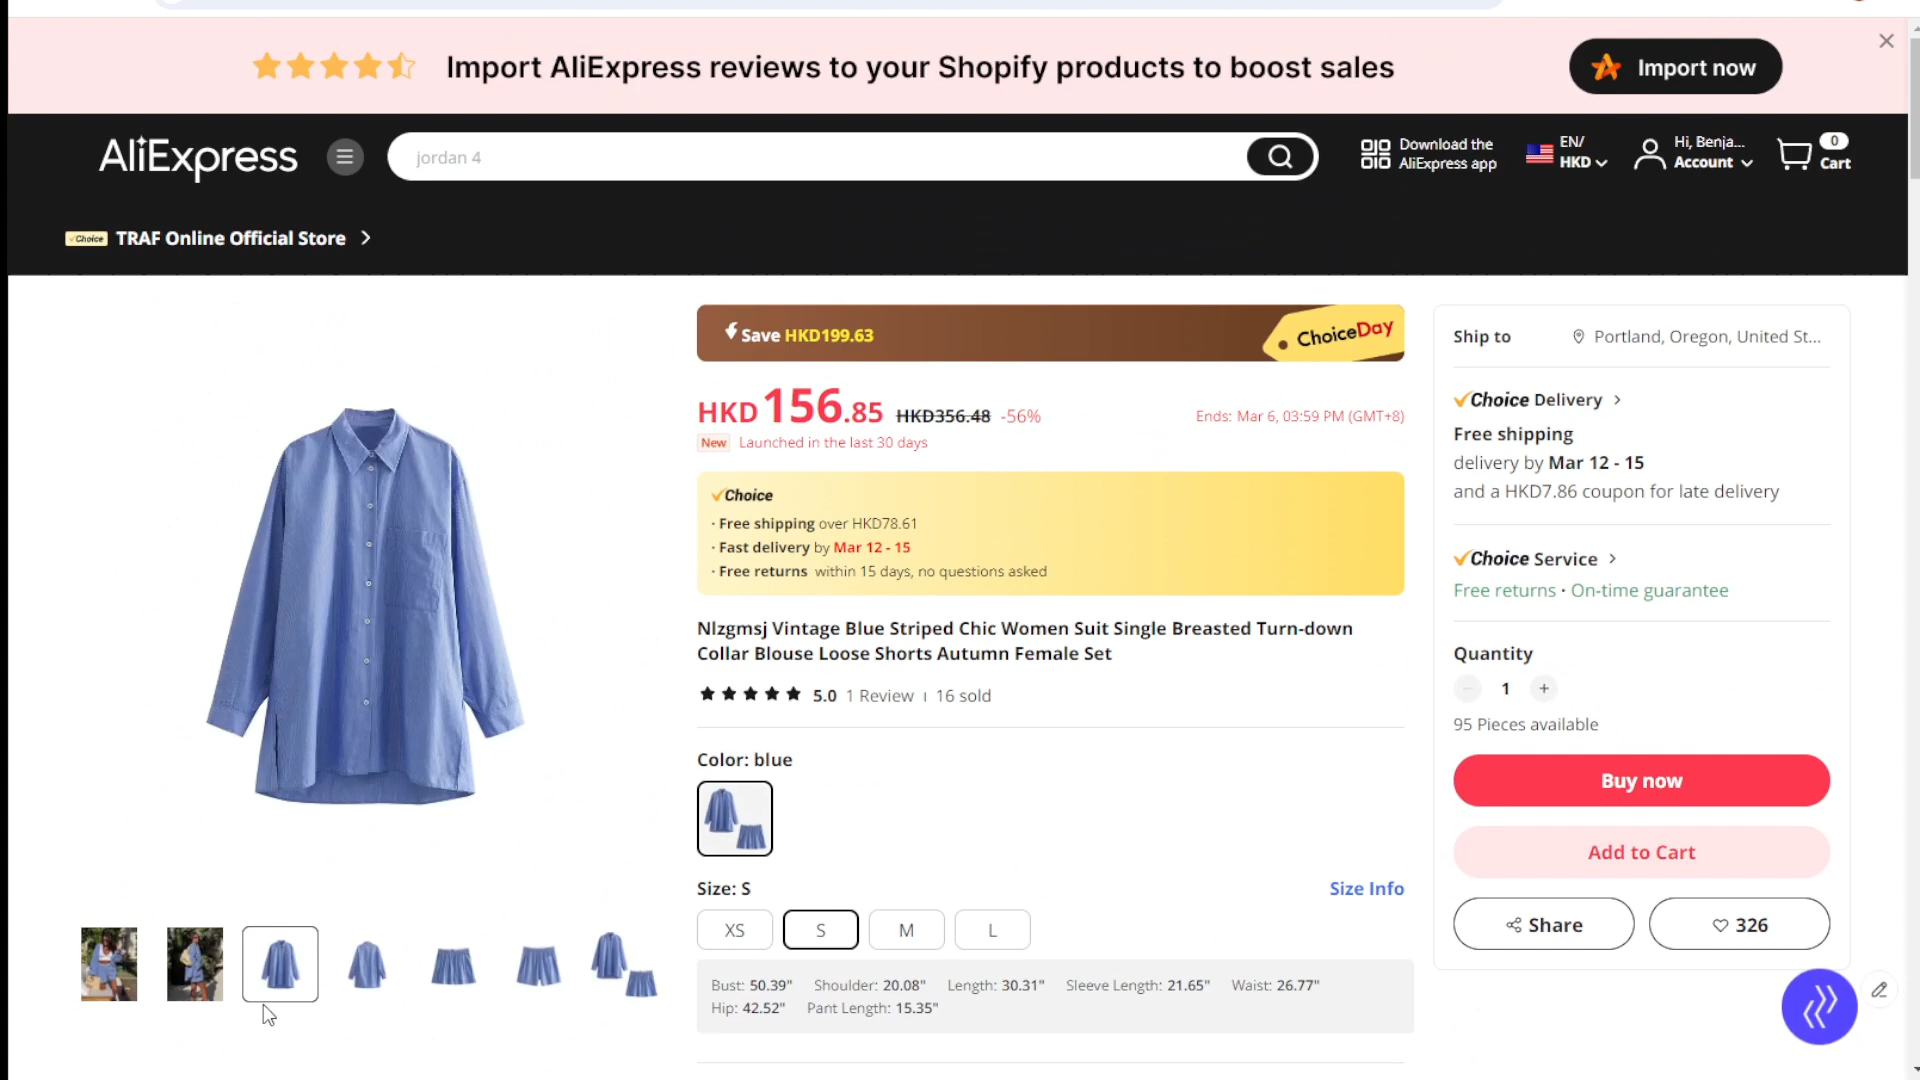 Import AliExpress reviews to your Shopify products to boost sales
Import now
AliExpress
jordan 4
Download the
AliExpress app
EN/
HKD
Hi, Benja...
Account
0
Cart
Choice TRAF Online Official Store
Save HKD199.63
ChoiceDay
HKD156.85 HKD356.48 -56%
Ends: Mar 6, 03:59 PM (GMT+8)
New Launched in the last 30 days
Choice
· Free shipping over HKD78.61
· Fast delivery by Mar 12 - 15
· Free returns within 15 days, no questions asked
Nlzgmsj Vintage Blue Striped Chic Women Suit Single Breasted Turn-down
Collar Blouse Loose Shorts Autumn Female Set
5.0 1 Review 16 sold
Color: blue
Size: S
Size Info
XS
S
M
L
Bust: 50.39" Shoulder: 20.08" Length: 30.31" Sleeve Length: 21.65" Waist: 26.77"
Hip: 42.52" Pant Length: 15.35"
Ship to
Portland, Oregon, United St...
Choice Delivery
Free shipping
delivery by Mar 12 - 15
and a HKD7.86 coupon for late delivery
Choice Service
Free returns · On-time guarantee
Quantity
1
95 Pieces available
Buy now
Add to Cart
Share
326